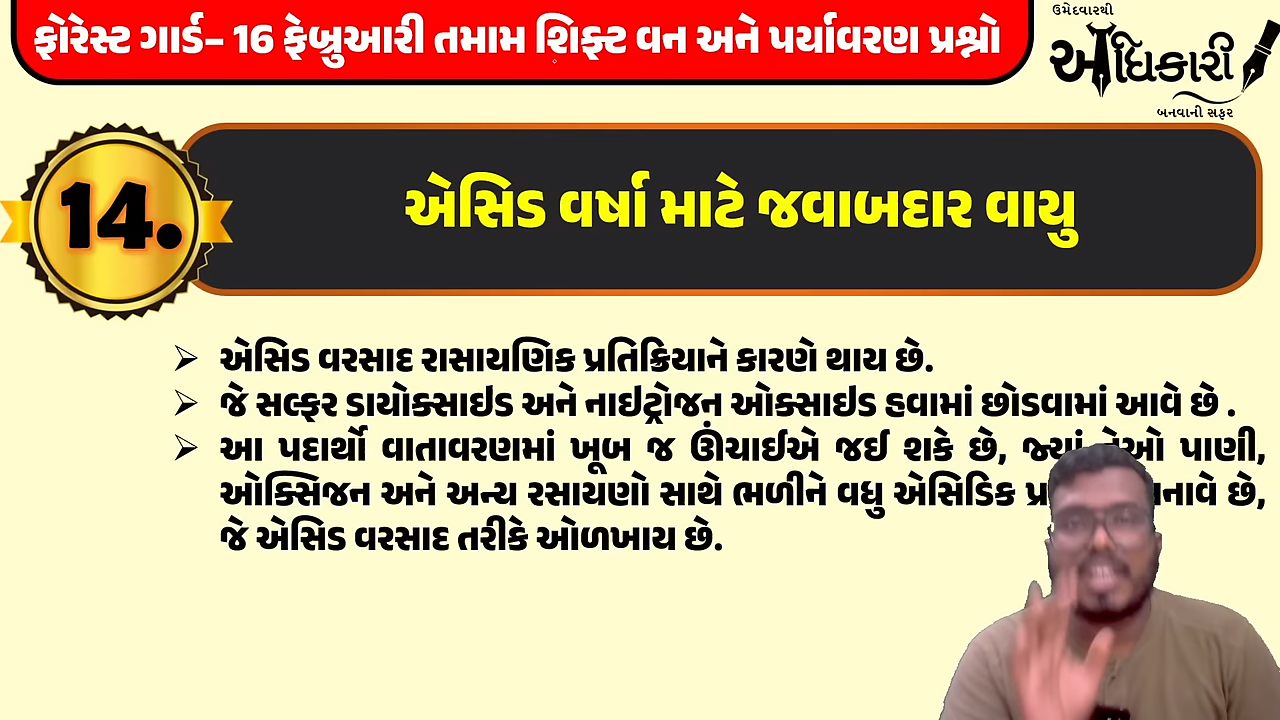 ફોરેસ્ટ ગાર્ડ– 16 ફેબ્રુઆરી તમામ શિફ્ટ વન અને પર્યાવરણ પ્રશ્નો
ઉમેદવારથી
અધિકારી
બનવાની સફર
14.
એસિડ વર્ષા માટે જવાબદાર વાયુ
➢ એસિડ વરસાદ રાસાયણિક પ્રતિક્રિયાને કારણે થાય છે.
➢ જે સલ્ફર ડાયોક્સાઇડ અને નાઇટ્રોજન ઓક્સાઇડ હવામાં છોડવામાં આવે છે .
➢ આ પદાર્થો વાતાવરણમાં ખૂબ જ ઊંચાઈએ જઈ શકે છે, પાણી,
ઓક્સિજન અને અન્ય રસાયણો સાથે ભળીને વધુ એસિડિક છે,
જે એસિડ વરસાદ તરીકે ઓળખાય છે.